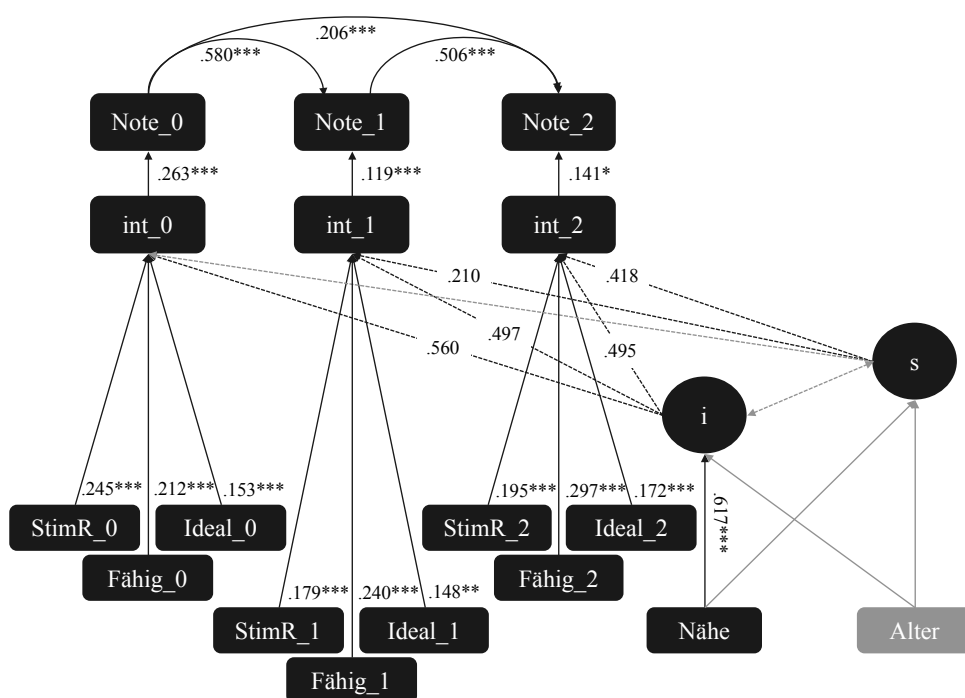 .206***
.580***
.506***
Note_0
Note_1
Note_2
.263***
.119***
.141*
int_0
int_1
int_2
.210
.418
.497
.560
.495
s
i
.245***
.212***
.153***
.195***
.297***
.172***
.617***
StimR_0
Ideal_0
StimR_2
Ideal_2
Fähig_0
Fähig_2
.179***
.240***
.148**
StimR_1
Ideal_1
Nähe
Alter
Fähig_1